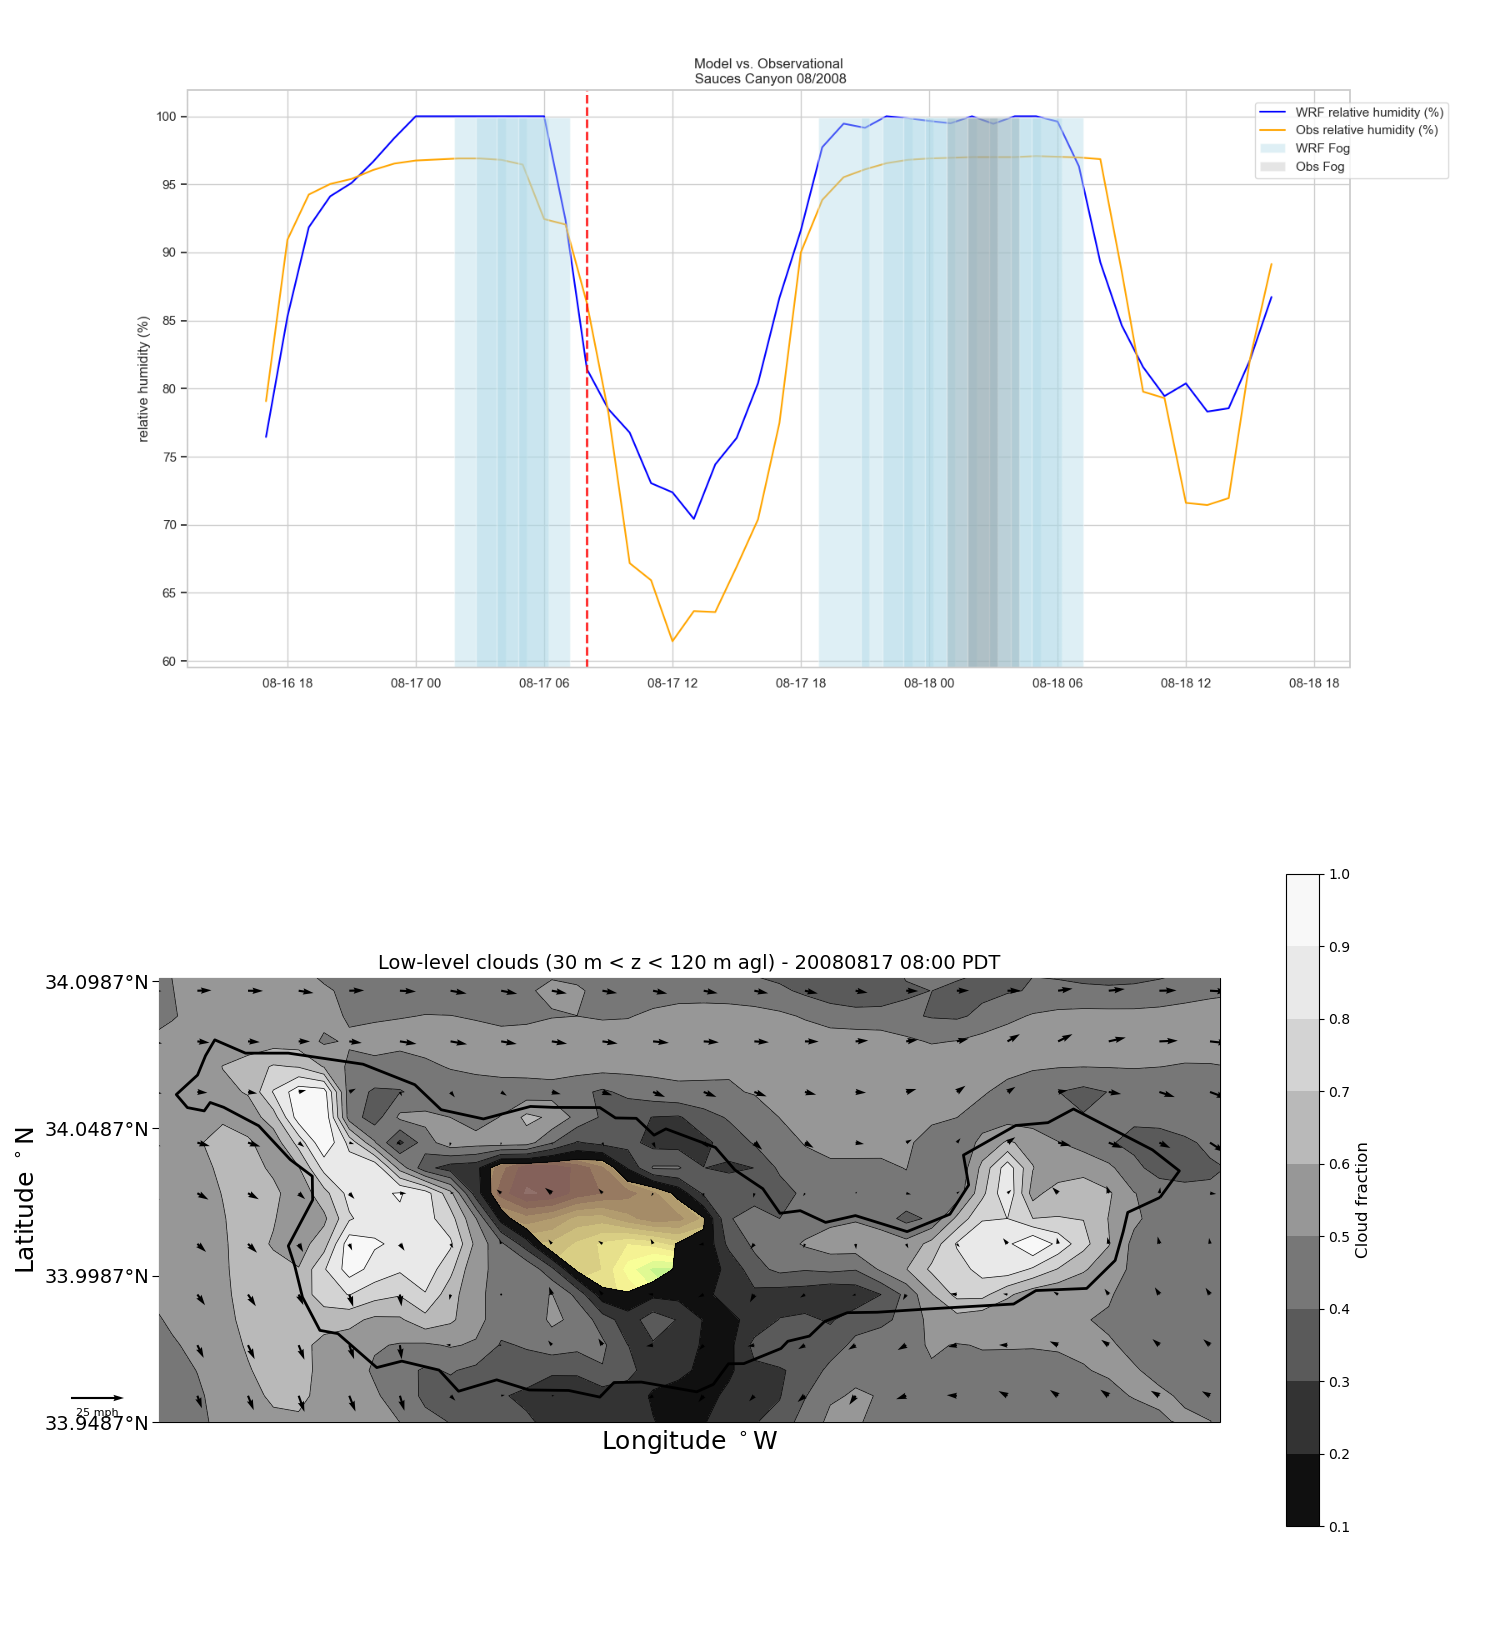 Model vs. Observational
Sauces Canyon 08/2008
WRF relative humidity (%)
Obs relative humidity (%)
WRF Fog
Obs Fog
relative humidity (%)
100
95
90
85
80
75
70
65
60
08-16 18
08-17 00
08-17 06
08-17 12
08-17 18
08-18 00
08-18 06
08-18 12
08-18 18
Low-level clouds (30 m < z < 120 m agl) - 20080817 08:00 PDT
34.0987°N
34.0487°N
33.9987°N
33.9487°N
Latitude °N
25 mph
Longitude °W
1.0
0.9
0.8
0.7
0.6
0.5
0.4
0.3
0.2
0.1
Cloud fraction